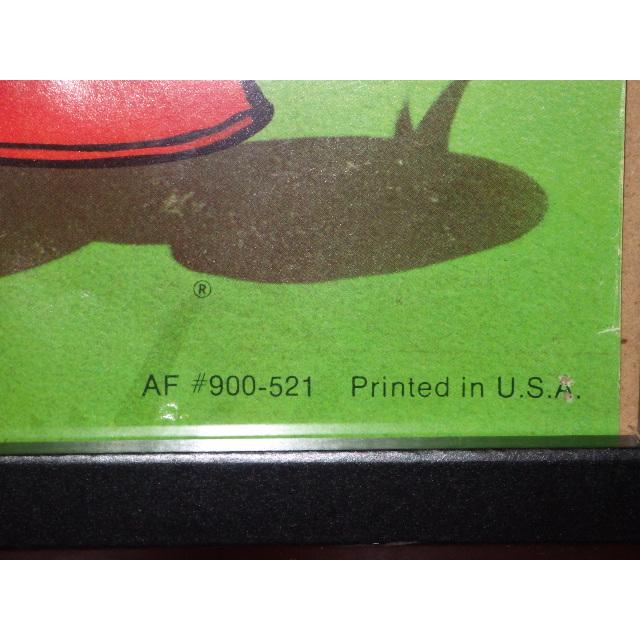 ®
AF #900-521 Printed in U.S.A.